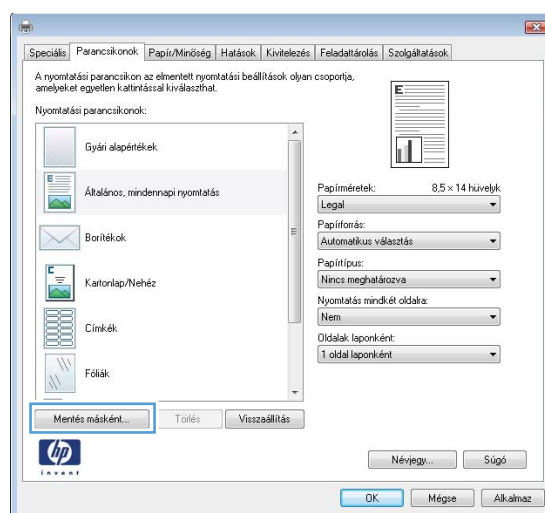 Speciális Parancsikonok Papír/Minőség Hatások Kivitelezés Feladattárolás Szolgáltatások
A nyomtatási parancsikon az elmentett nyomtatási beállítások olyan csoportja,
amelyeket egyetlen kattintással kiválaszthat.
Nyomtatási parancsikonok:
Gyári alapértékek
E
Általános, mindennapi nyomtatás
Borítékok
C
Kartonlap/Nehéz
Címkék
Fóliák
Mentés másként... Törlés Visszaállítás
E
Papírméretek: 8,5 × 14 hüvelyk
Legal
Papírforrás:
Automatikus választás
Papírtípus:
Nincs meghatározva
Nyomtatás mindkét oldalra:
Nem
Oldalak laponként:
1 oldal laponként
hp
invent
Névjegy... Súgó
OK Mégse Alkalmaz